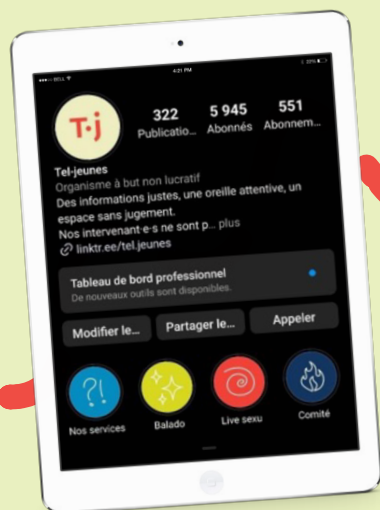 BELL
4:21 PM
22%
T·j
322
5 945
551
Publicatio...
Abonnés
Abonnem...
Tel-jeunes
Organisme à but non lucratif
Des informations justes, une oreille attentive, un
espace sans jugement.
Nos intervenant·e·s ne sont p... plus
linktr.ee/tel.jeunes
Tableau de bord professionnel
De nouveaux outils sont disponibles.
Modifier le...
Partager le...
Appeler
?!
Nos services
Balado
Live sexu
Comité